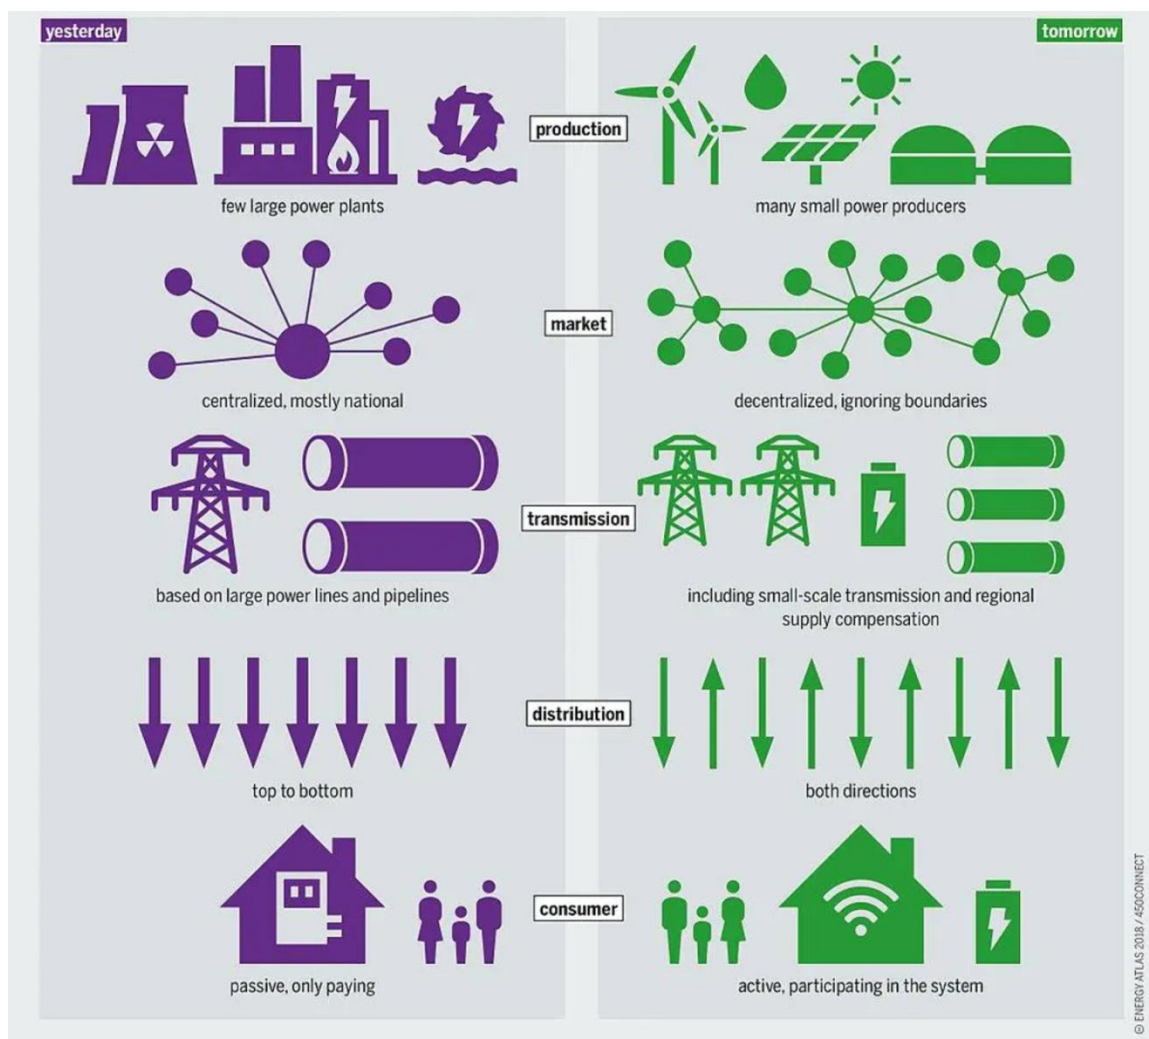 yesterday
tomorrow
production
few large power plants
many small power producers
market
centralized, mostly national
decentralized, ignoring boundaries
transmission
based on large power lines and pipelines
including small-scale transmission and regional
supply compensation
distribution
top to bottom
both directions
consumer
passive, only paying
active, participating in the system
© ENERGY ATLAS 2018 / 450CONNECT